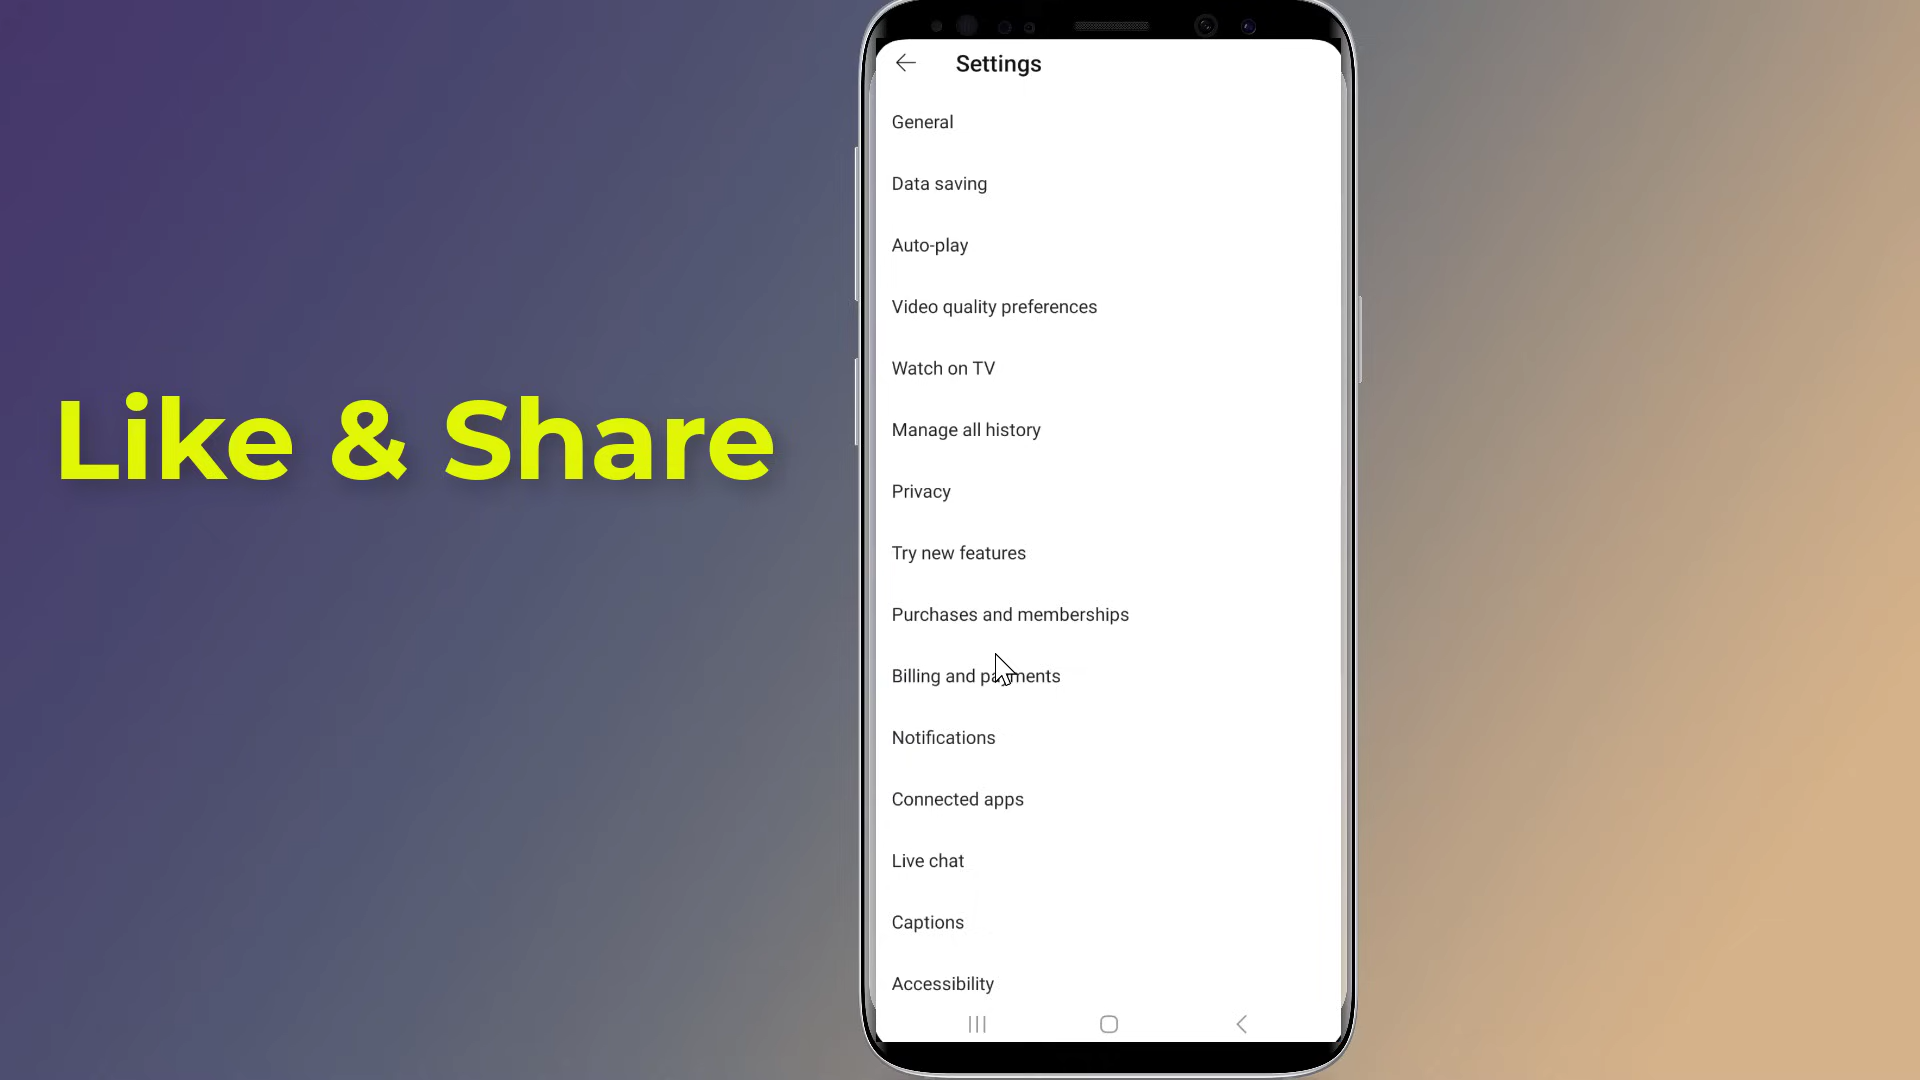 Like & Share
Settings
General
Data saving
Auto-play
Video quality preferences
Watch on TV
Manage all history
Privacy
Try new features
Purchases and memberships
Billing and payments
Notifications
Connected apps
Live chat
Captions
Accessibility